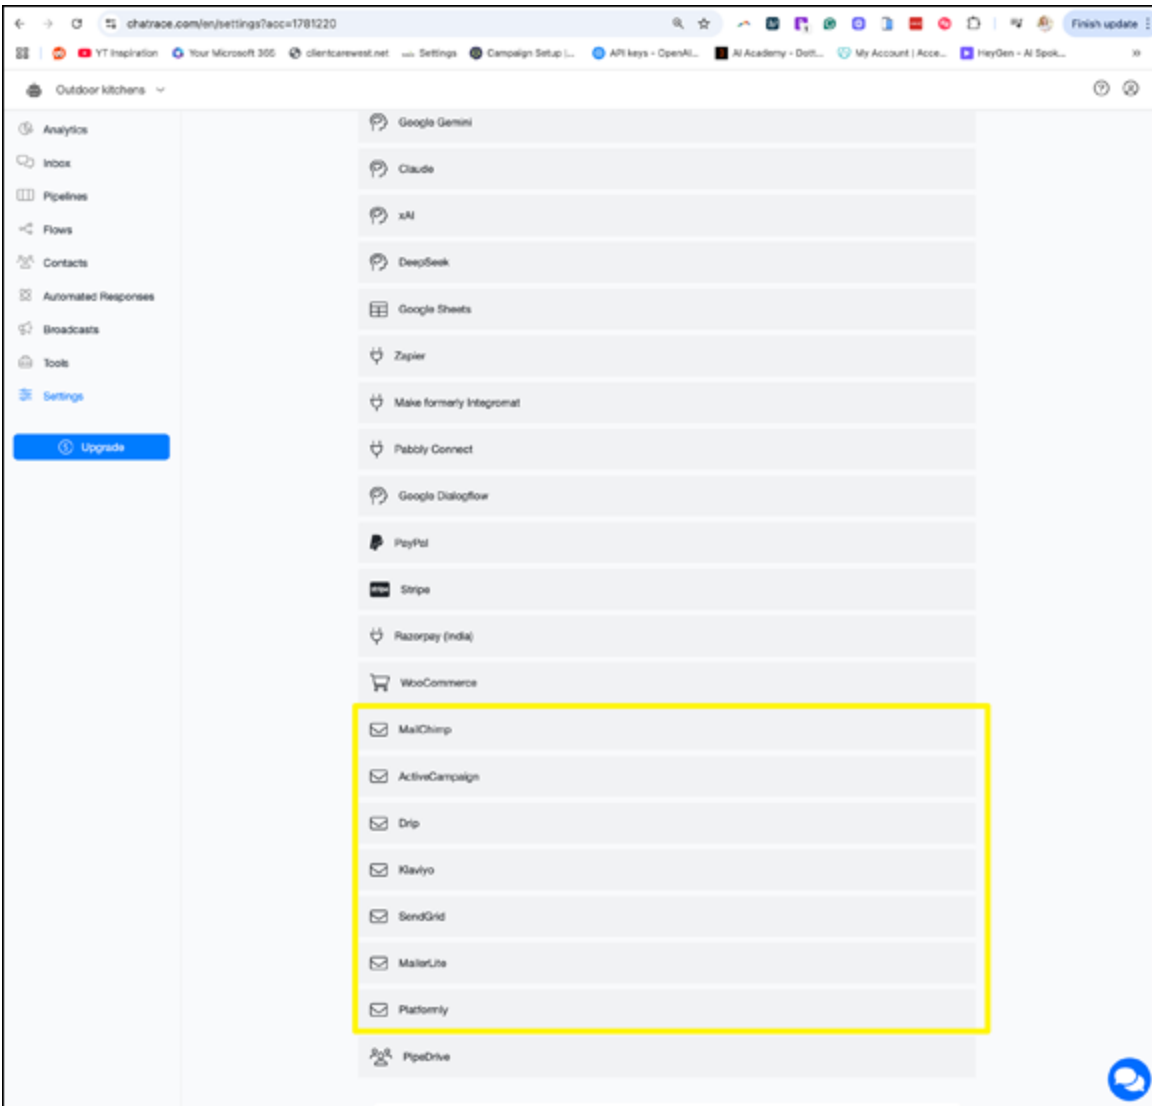 chatrace.com/en/settings?acc=1781220
Finish update
YT Inspiration
Your Microsoft 365
clientcarewest.net
Settings
Campaign Setup |...
API keys - OpenAI...
AI Academy - Dott...
My Account | Acce...
HeyGen - AI Spok...
Outdoor kitchens
Analytics
Inbox
Pipelines
Flows
Contacts
Automated Responses
Broadcasts
Tools
Settings
Upgrade
Google Gemini
Claude
xAI
DeepSeek
Google Sheets
Zapier
Make formerly Integromat
Pabbly Connect
Google Dialogflow
PayPal
stripe Stripe
Razorpay (India)
WooCommerce
MailChimp
ActiveCampaign
Drip
Klaviyo
SendGrid
MailerLite
Platformly
PipeDrive